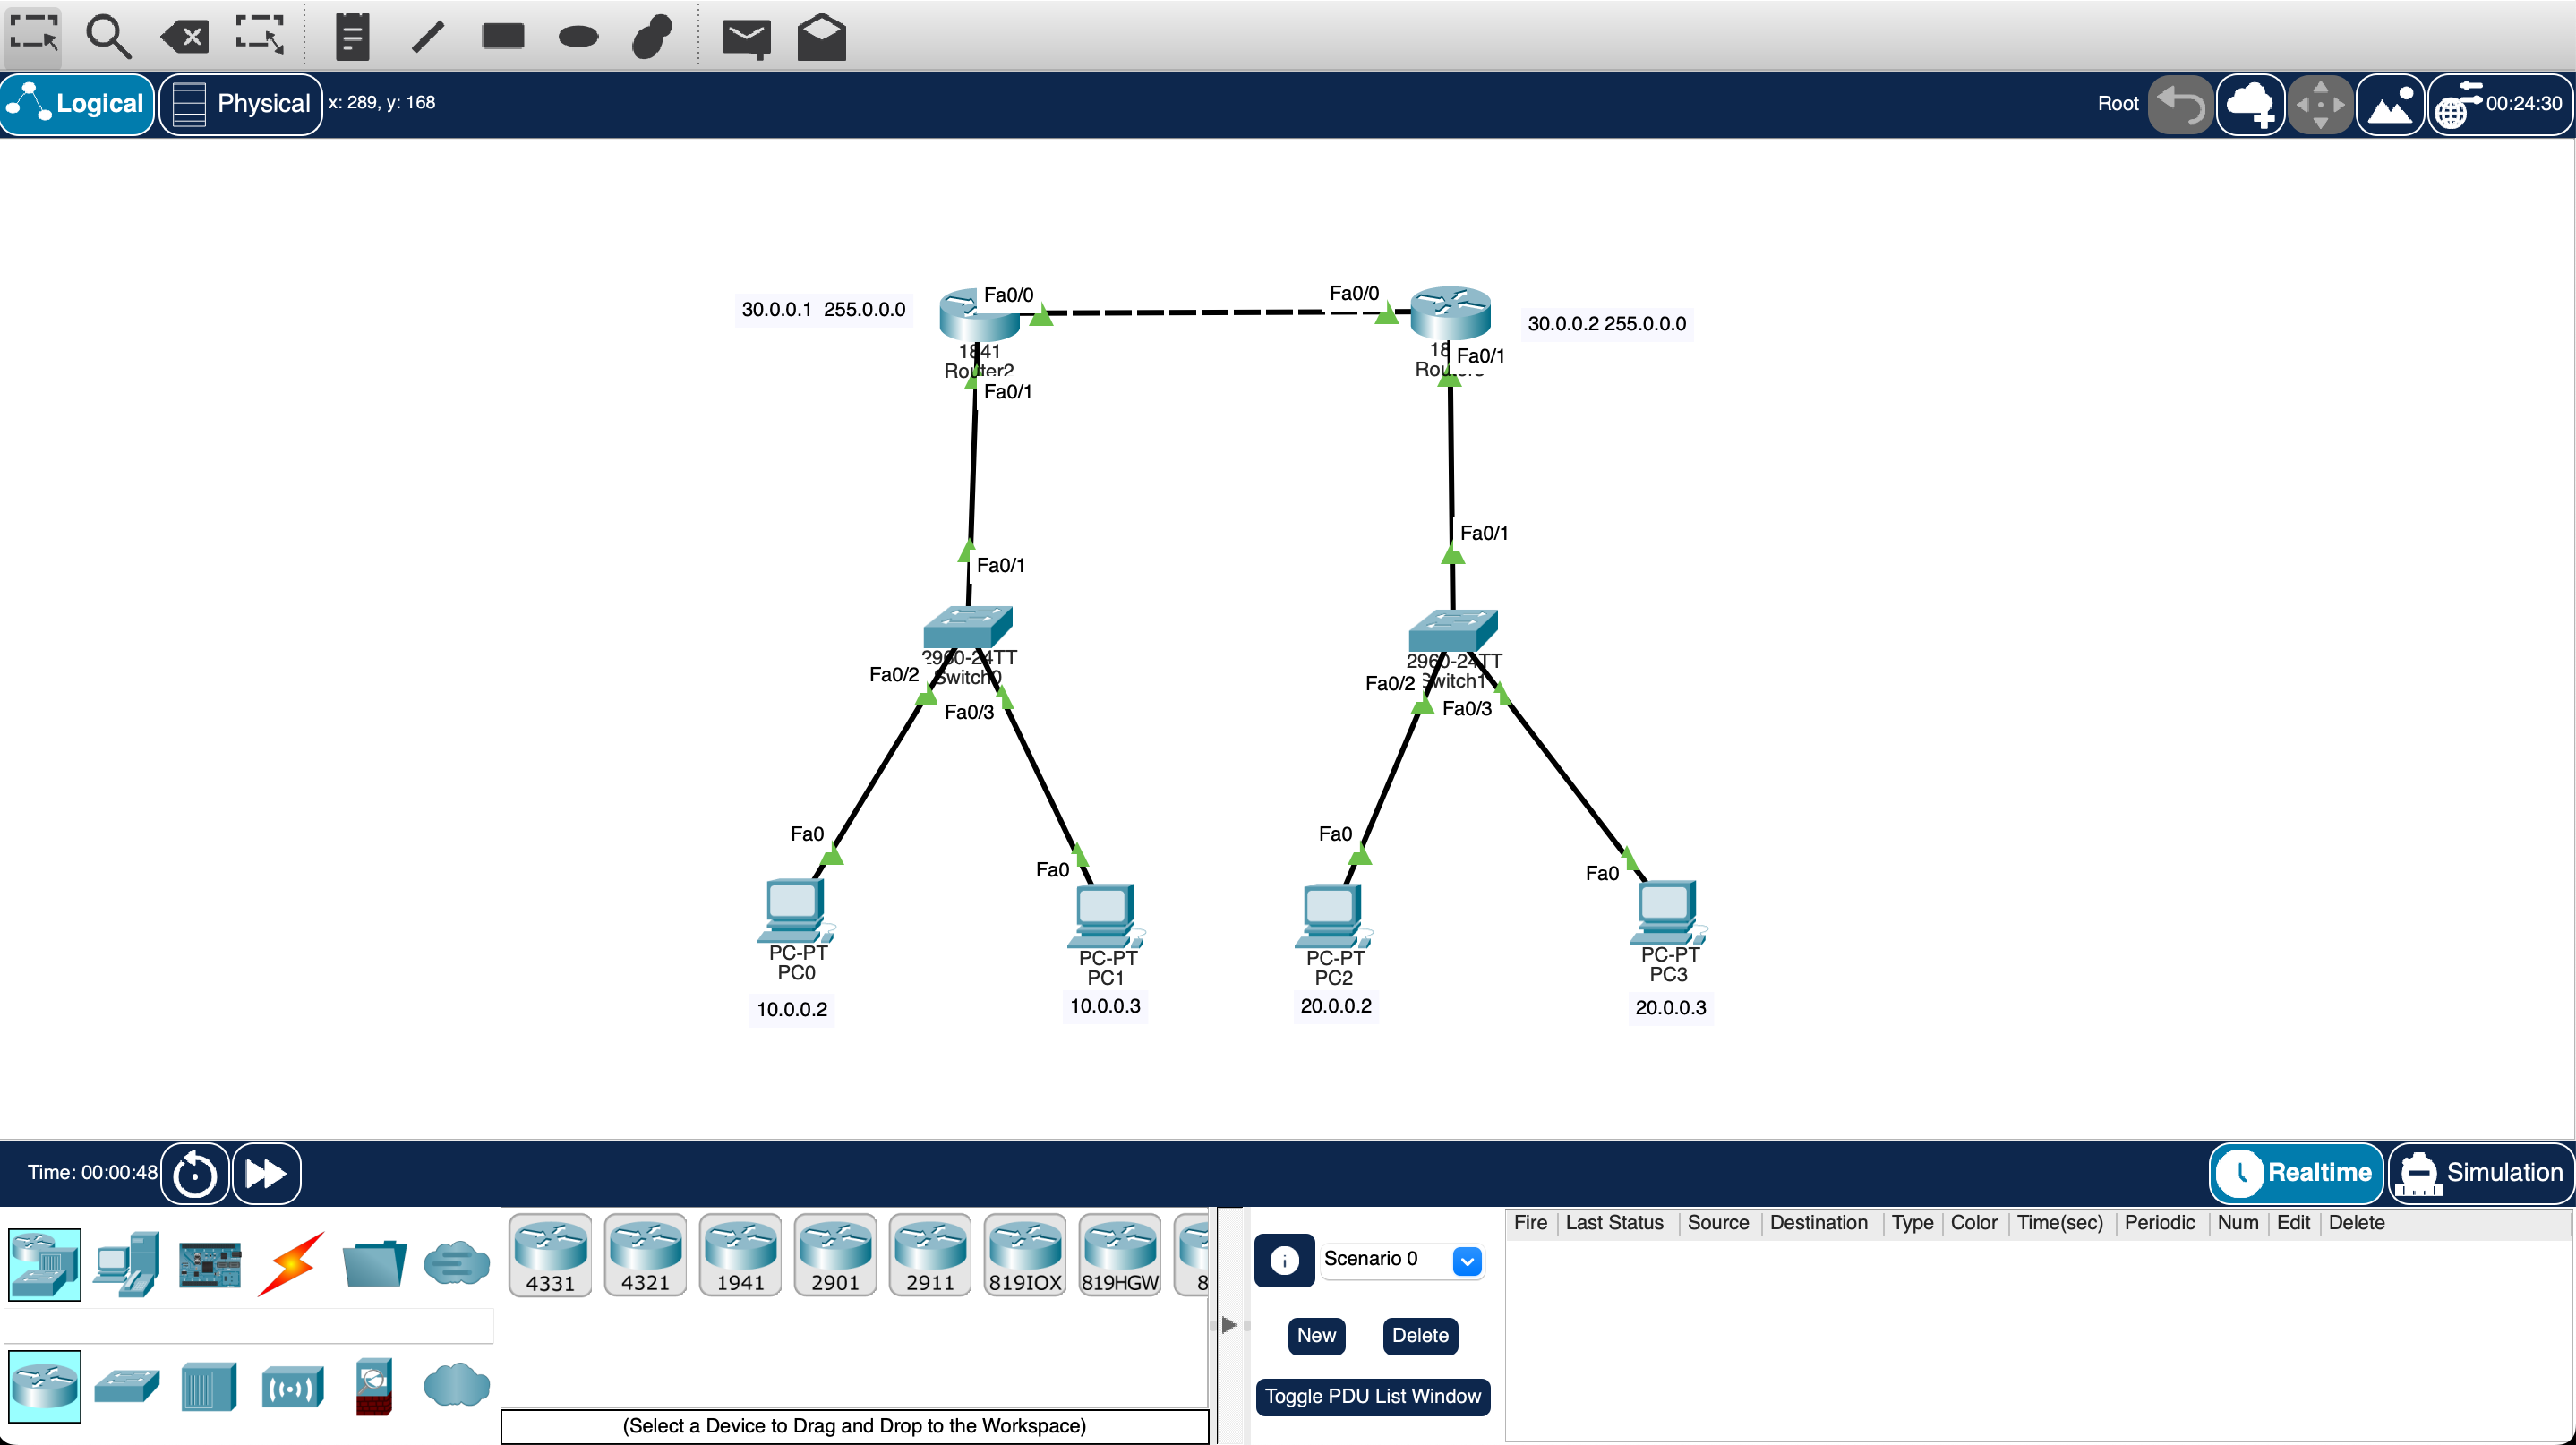 Logical
Physical
x: 289, y: 168
Root
00:24:30
30.0.0.1 255.0.0.0
Fa0/0
Fa0/0
30.0.0.2 255.0.0.0
1841
Router2
Fa0/1
18
Fa0/1
Fa0/1
Fa0/1
2960-24TT
Switch0
Fa0/2
Fa0/3
2960-24TT
Switch1
Fa0/2
Fa0/3
Fa0
Fa0
Fa0
Fa0
PC-PT
PC0
10.0.0.2
PC-PT
PC1
10.0.0.3
PC-PT
PC2
20.0.0.2
PC-PT
PC3
20.0.0.3
Time: 00:00:48
Realtime
Simulation
4331
4321
1941
2901
2911
819IOX
819HGW
8
(Select a Device to Drag and Drop to the Workspace)
Scenario 0
New
Delete
Toggle PDU List Window
Fire Last Status Source Destination Type Color Time(sec) Periodic Num Edit Delete